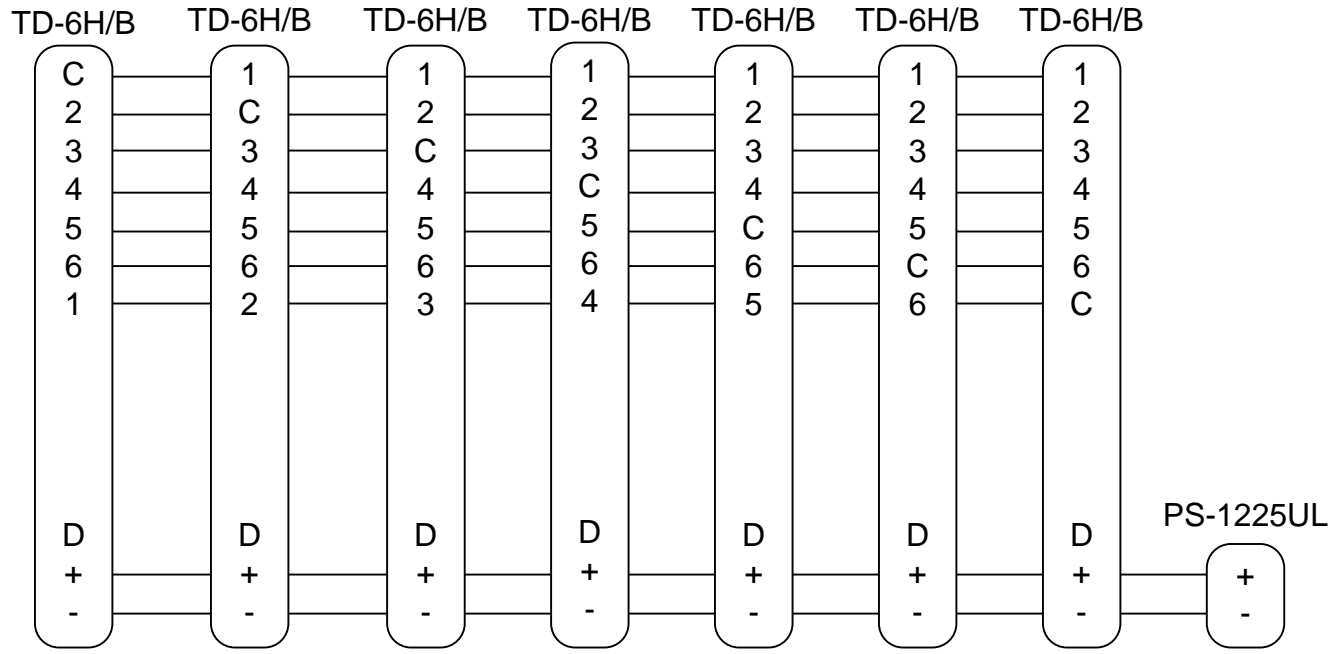 TD-6H/B TD-6H/B TD-6H/B TD-6H/B TD-6H/B TD-6H/B TD-6H/B
C 1 1 1 1 1 1
2 C 2 2 2 2 2
3 3 C 3 3 3 3
4 4 4 C 4 4 4
5 5 5 5 C 5 5
6 6 6 6 6 C 6
1 2 3 4 5 6 C
PS-1225UL
D D D D D D D
+ + + + + + + +
- - - - - - - -